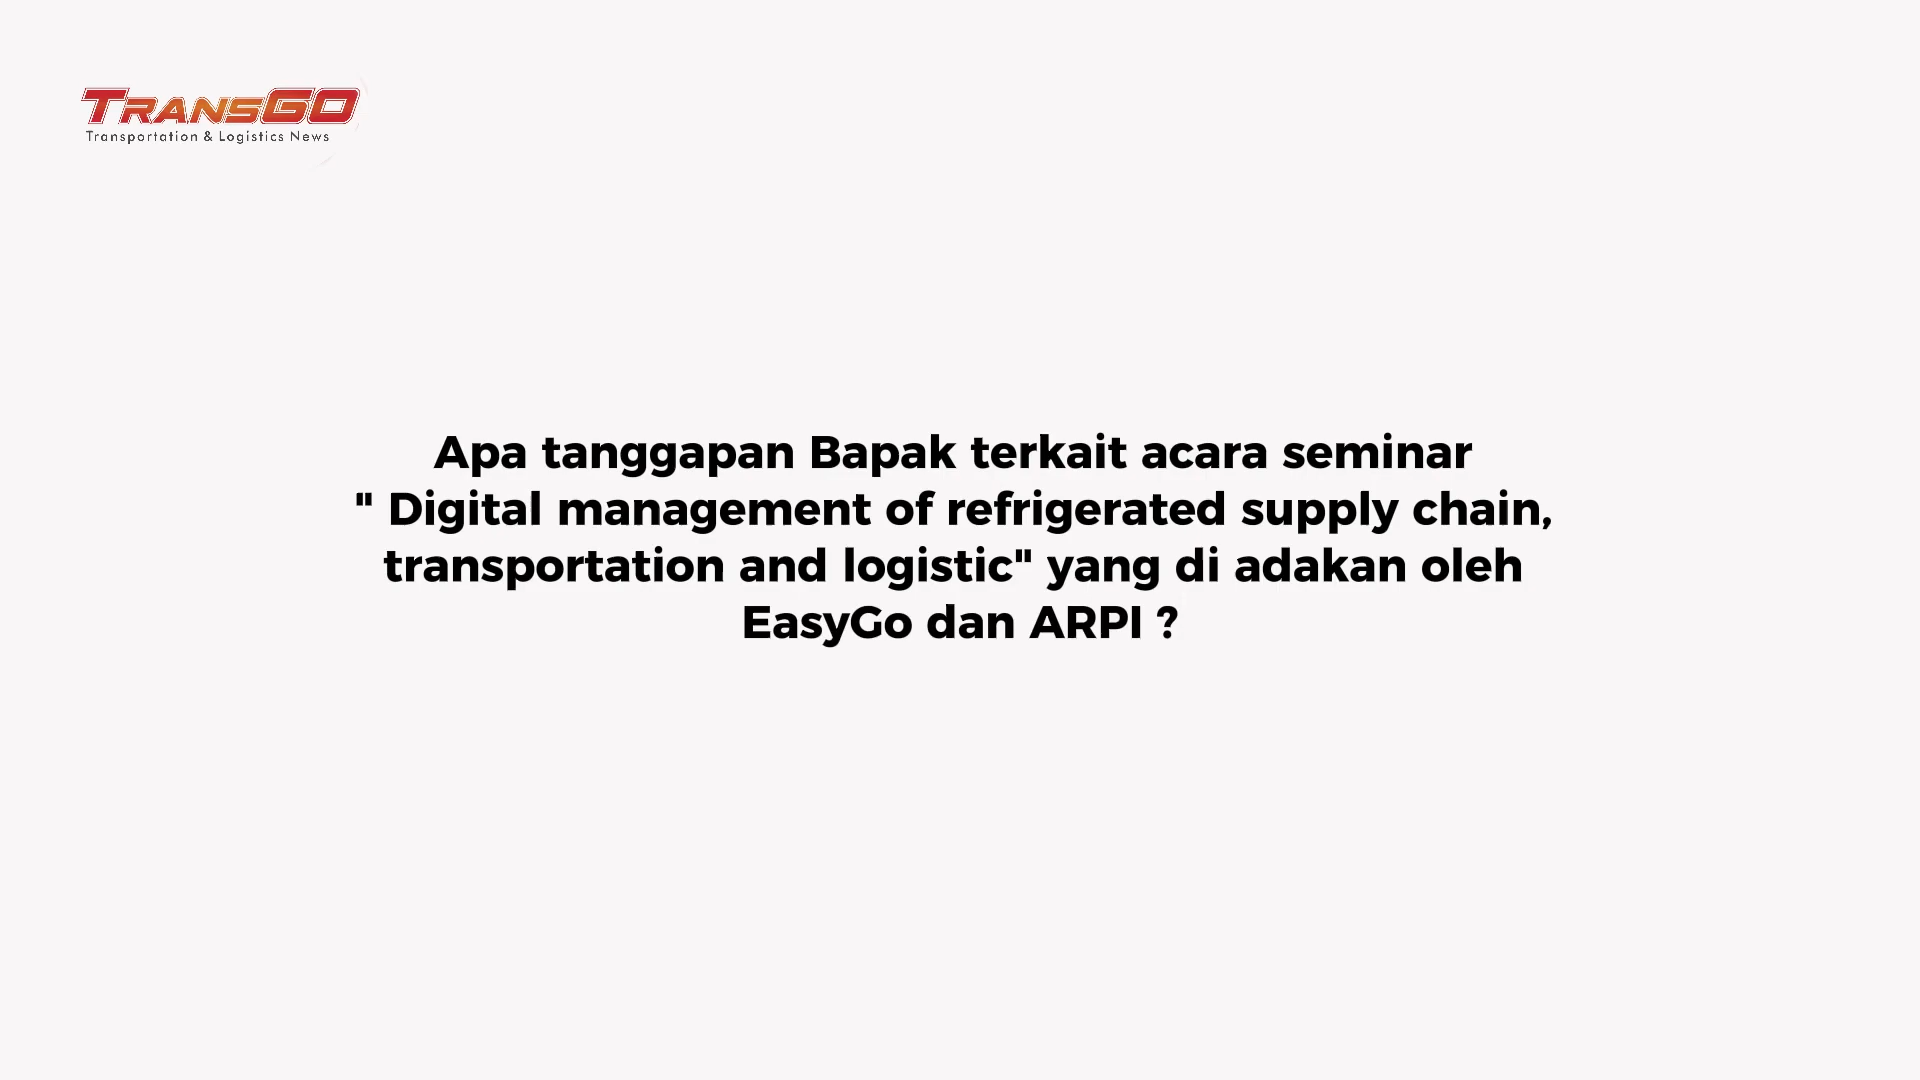 TRANSGO
Transportation & Logistics News
Apa tanggapan Bapak terkait acara seminar
" Digital management of refrigerated supply chain,
transportation and logistic" yang di adakan oleh
EasyGo dan ARPI ?